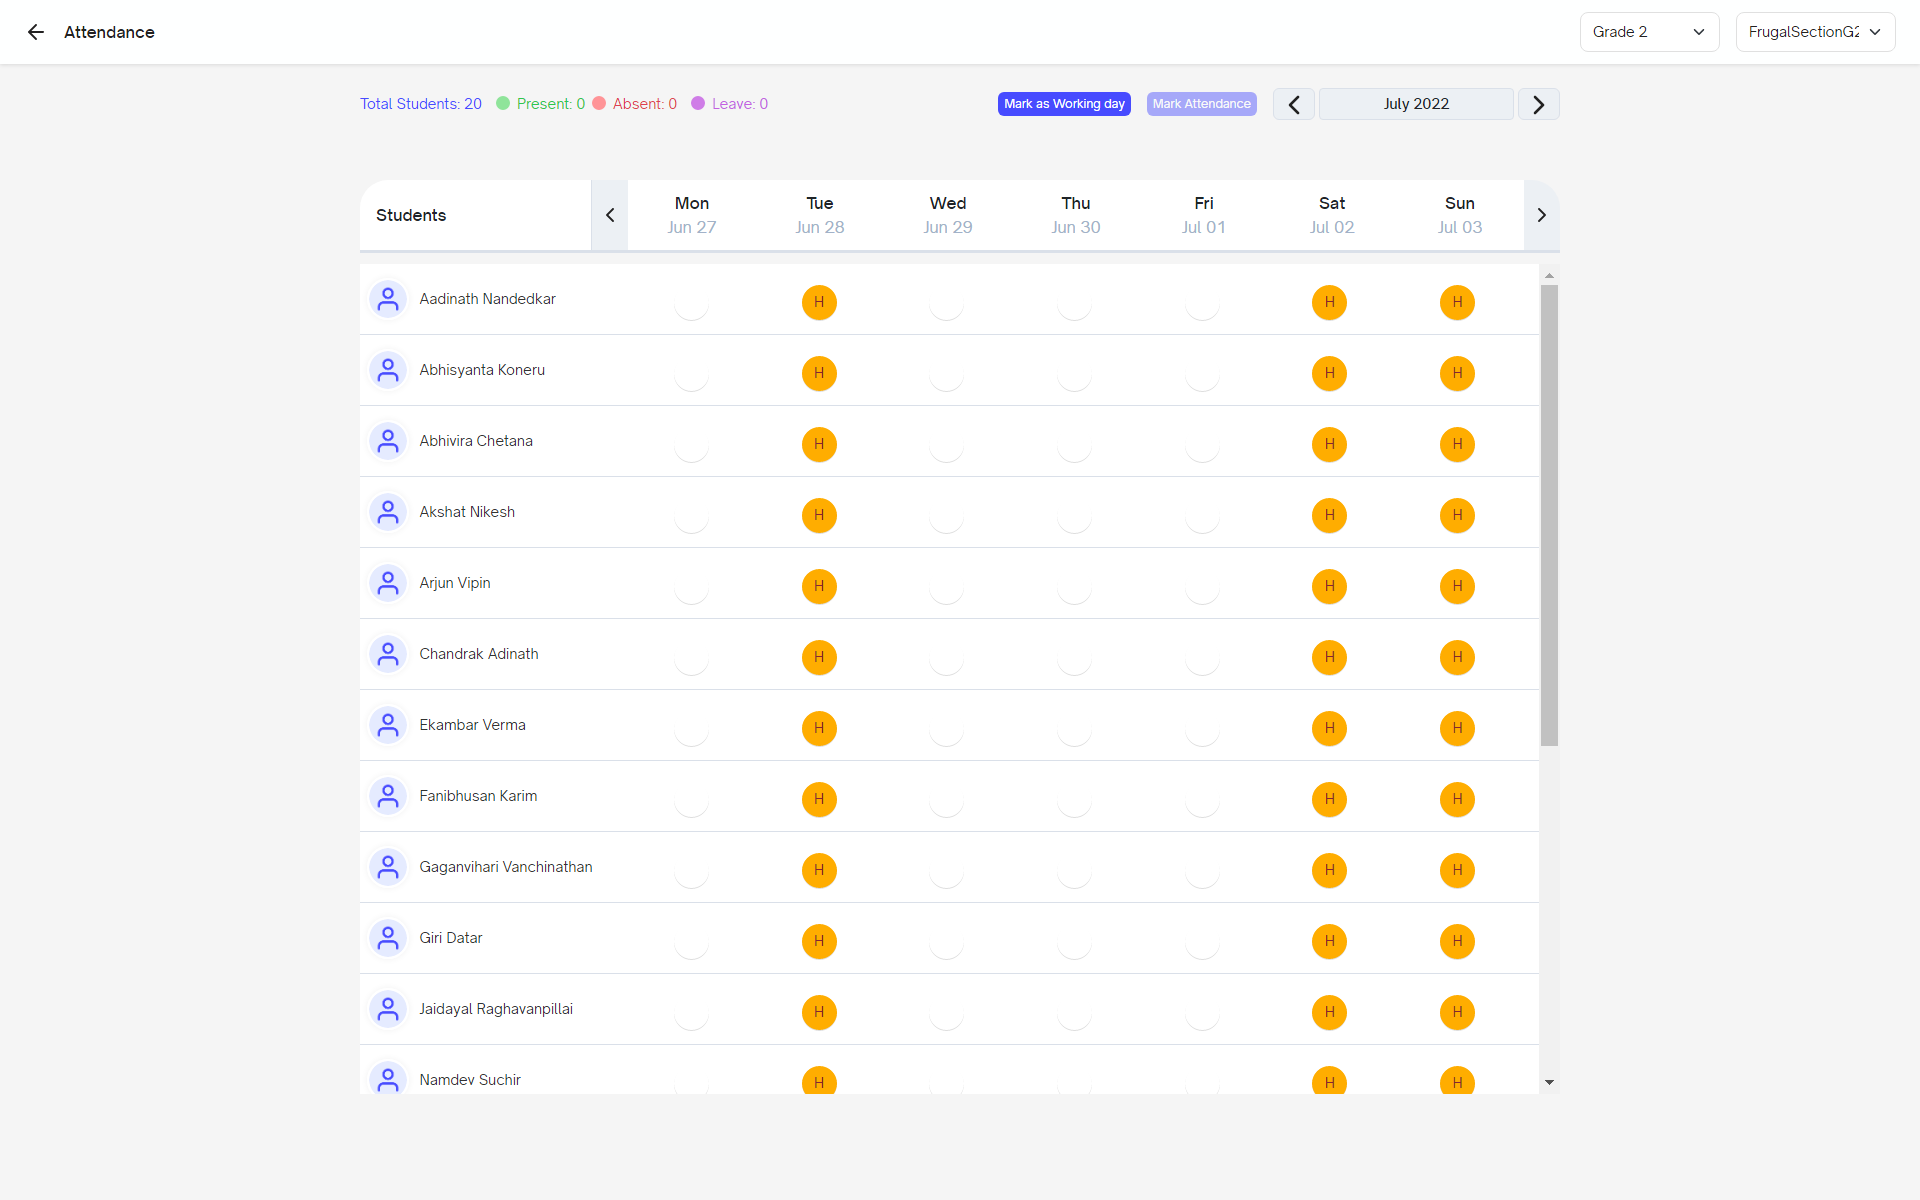 Attendance
Grade 2
FrugalSectionG2
Total Students: 20 Present: 0 Absent: 0 Leave: 0
Mark as Working day
Mark Attendance
July 2022
Students
Mon Tue Wed Thu Fri Sat Sun
Jun 27 Jun 28 Jun 29 Jun 30 Jul 01 Jul 02 Jul 03
Aadinath Nandedkar H H H
Abhisyanta Koneru H H H
Abhivira Chetana H H H
Akshat Nikesh H H H
Arjun Vipin H H H
Chandrak Adinath H H H
Ekambar Verma H H H
Fanibhusan Karim H H H
Gaganvihari Vanchinathan H H H
Giri Datar H H H
Jaidayal Raghavanpillai H H H
Namdev Suchir H H H